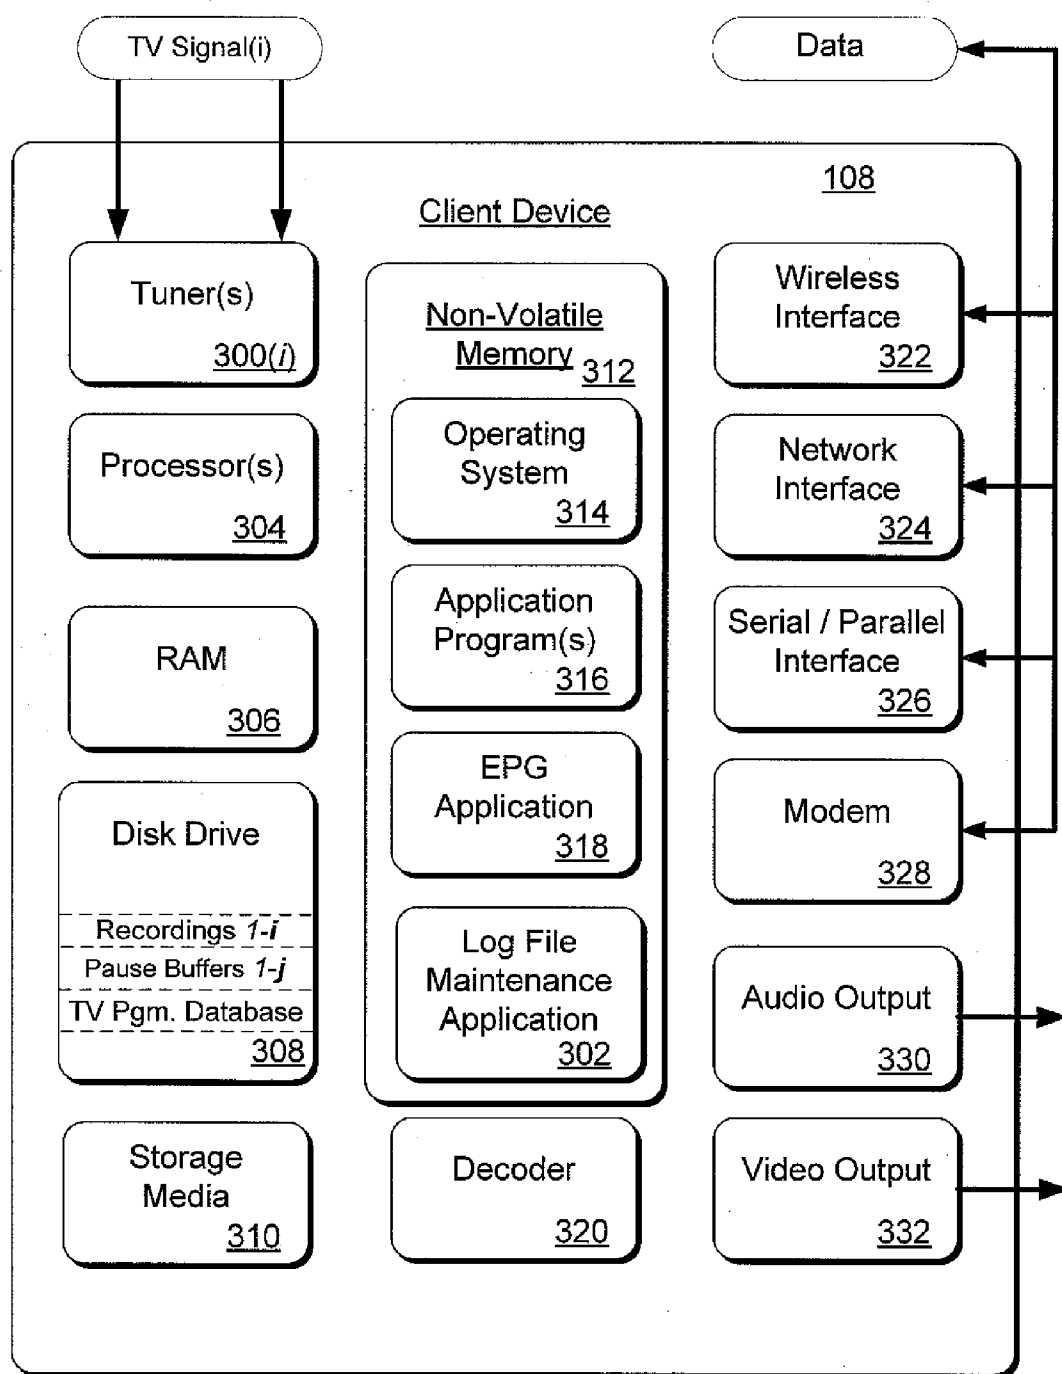 TV Signal(i)
Data
108
Client Device
Tuner(s)
300(i)
Processor(s)
304
RAM
306
Disk Drive
Recordings 1-i
Pause Buffers 1-j
TV Pgm. Database
308
Storage
Media
310
Non-Volatile
Memory
312
Operating
System
314
Application
Program(s)
316
EPG
Application
318
Log File
Maintenance
Application
302
Decoder
320
Wireless
Interface
322
Network
Interface
324
Serial / Parallel
Interface
326
Modem
328
Audio Output
330
Video Output
332